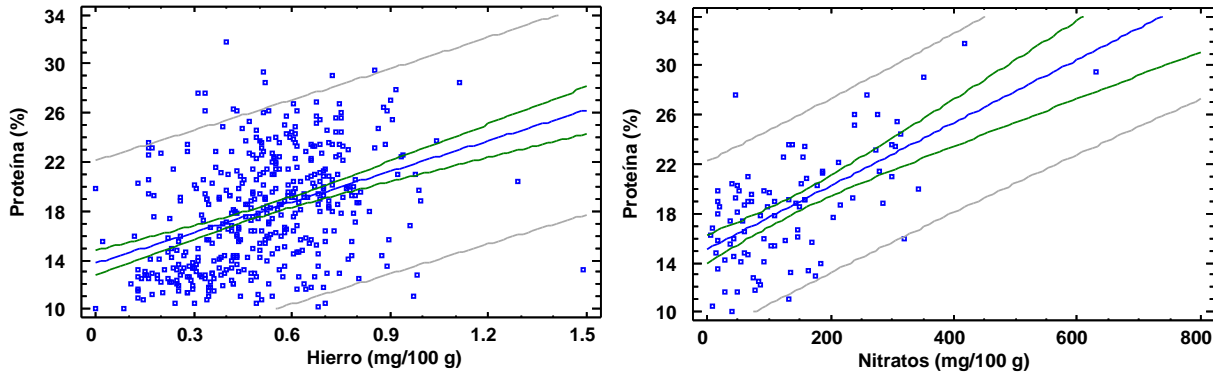 34
30
26
22
18
14
10
Proteína (%)
0 0.3 0.6 0.9 1.2 1.5
Hierro (mg/100 g)
34
30
26
22
18
14
10
Proteína (%)
0 200 400 600 800
Nitratos (mg/100 g)